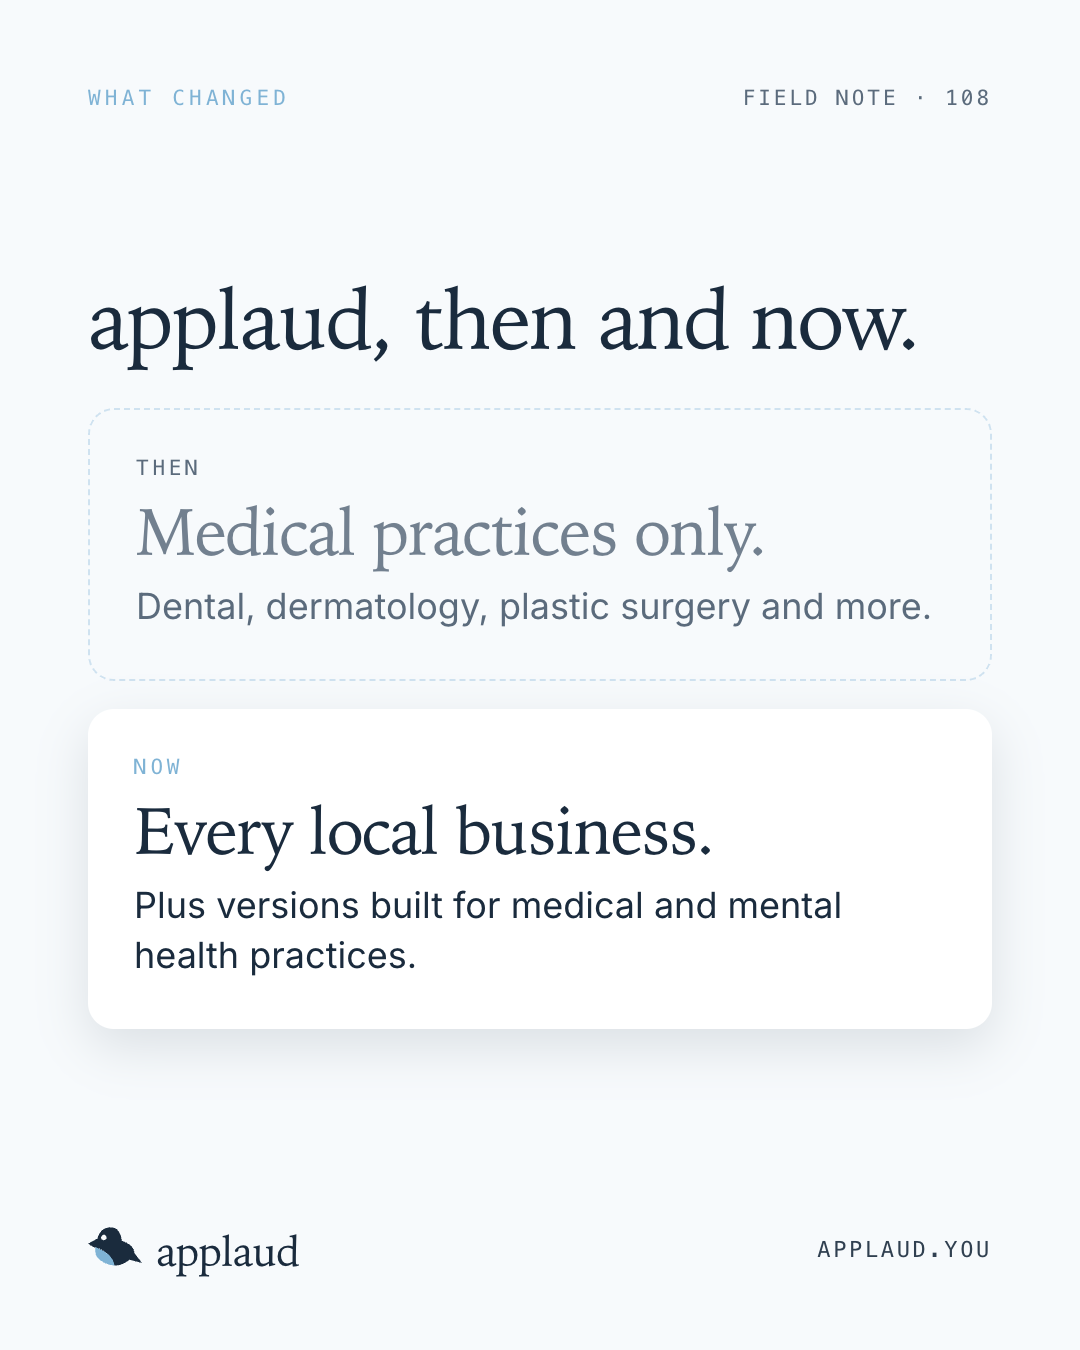 WHAT CHANGED
FIELD NOTE · 108
applaud, then and now.
THEN
Medical practices only.
Dental, dermatology, plastic surgery and more.
NOW
Every local business.
Plus versions built for medical and mental
health practices.
applaud
APPLAUD.YOU